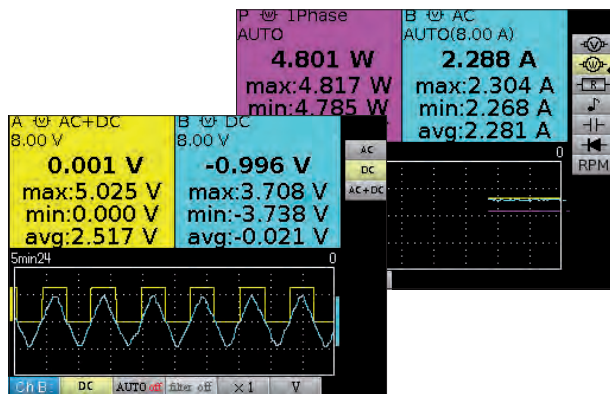 P 1Phase
AUTO
4.801 W
max:4.817 W
min:4.785 W
B AC
AUTO(8.00 A)
2.288 A
max:2.304 A
min:2.268 A
avg:2.281 A
V
W
R
RPM
0
A AC+DC
8.00 V
0.001 V
max:5.025 V
min:0.000 V
avg:2.517 V
B DC
8.00 V
-0.996 V
max:3.708 V
min:-3.738 V
avg:-0.021 V
AC
DC
AC+DC
5min24
0
Ch B:
DC
AUTO off
filter off
×1
V